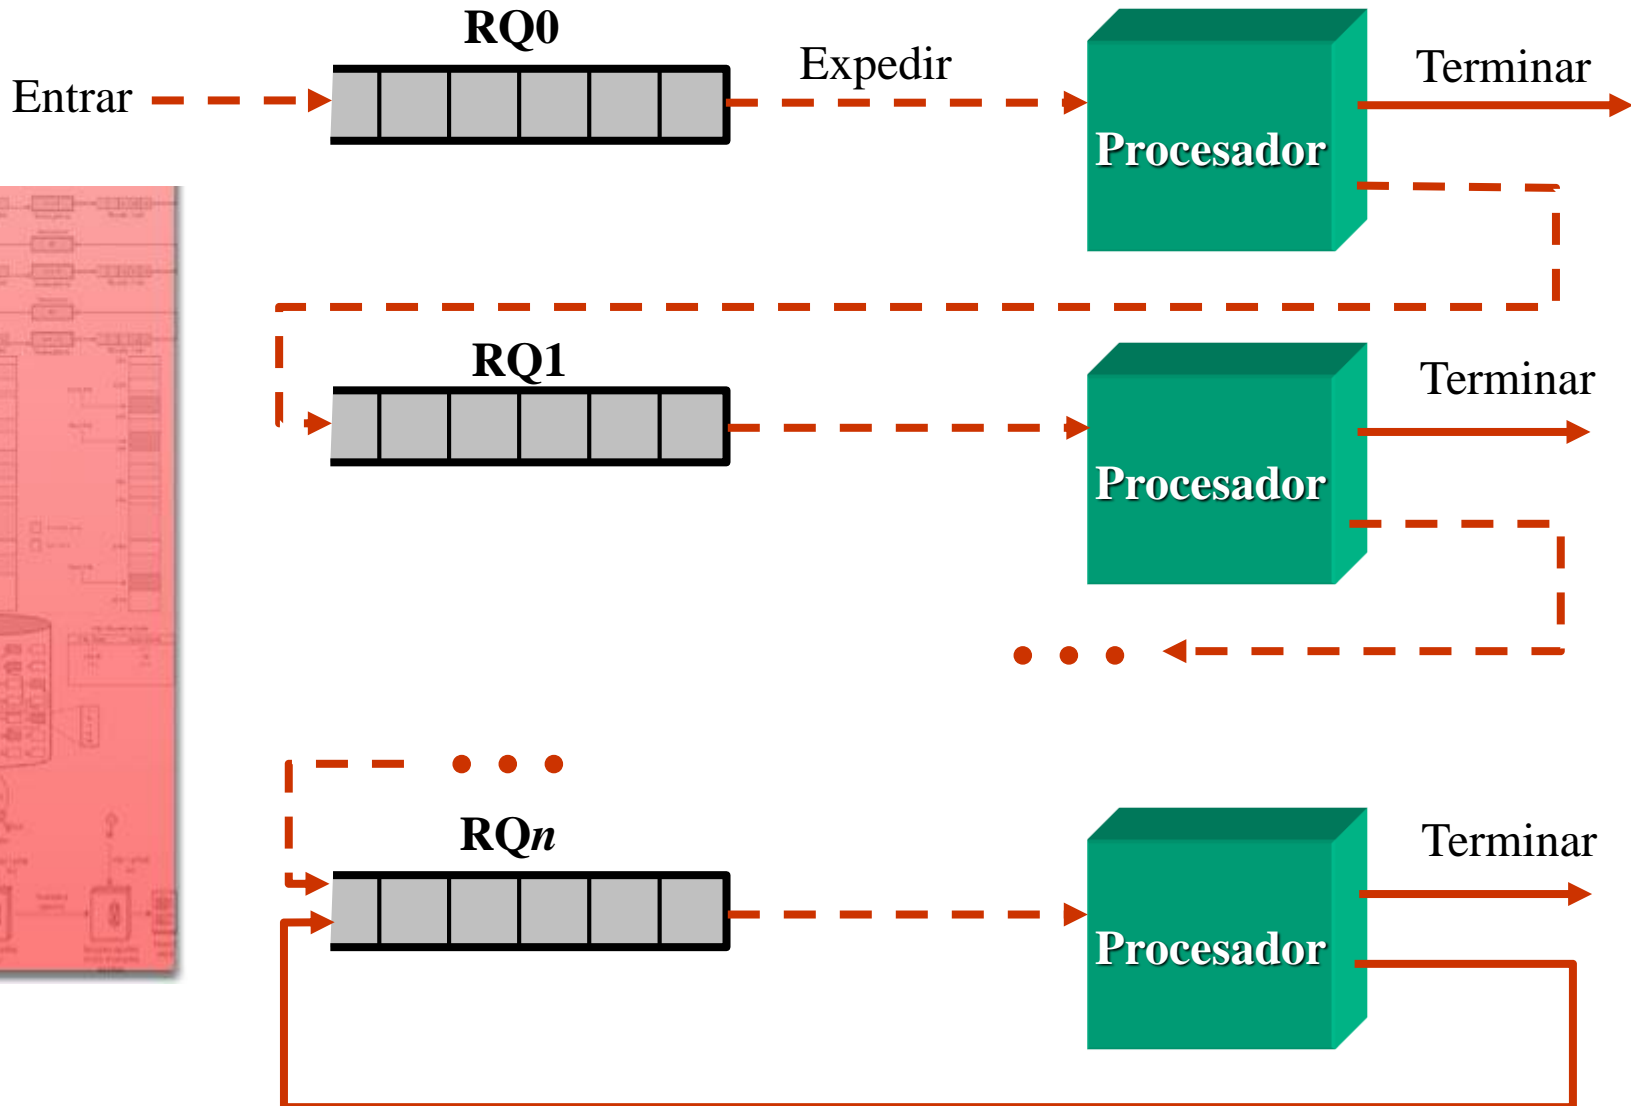 RQ0
Entrar
Expedir
Terminar
Procesador
RQ1
Terminar
Procesador
RQn
Terminar
Procesador